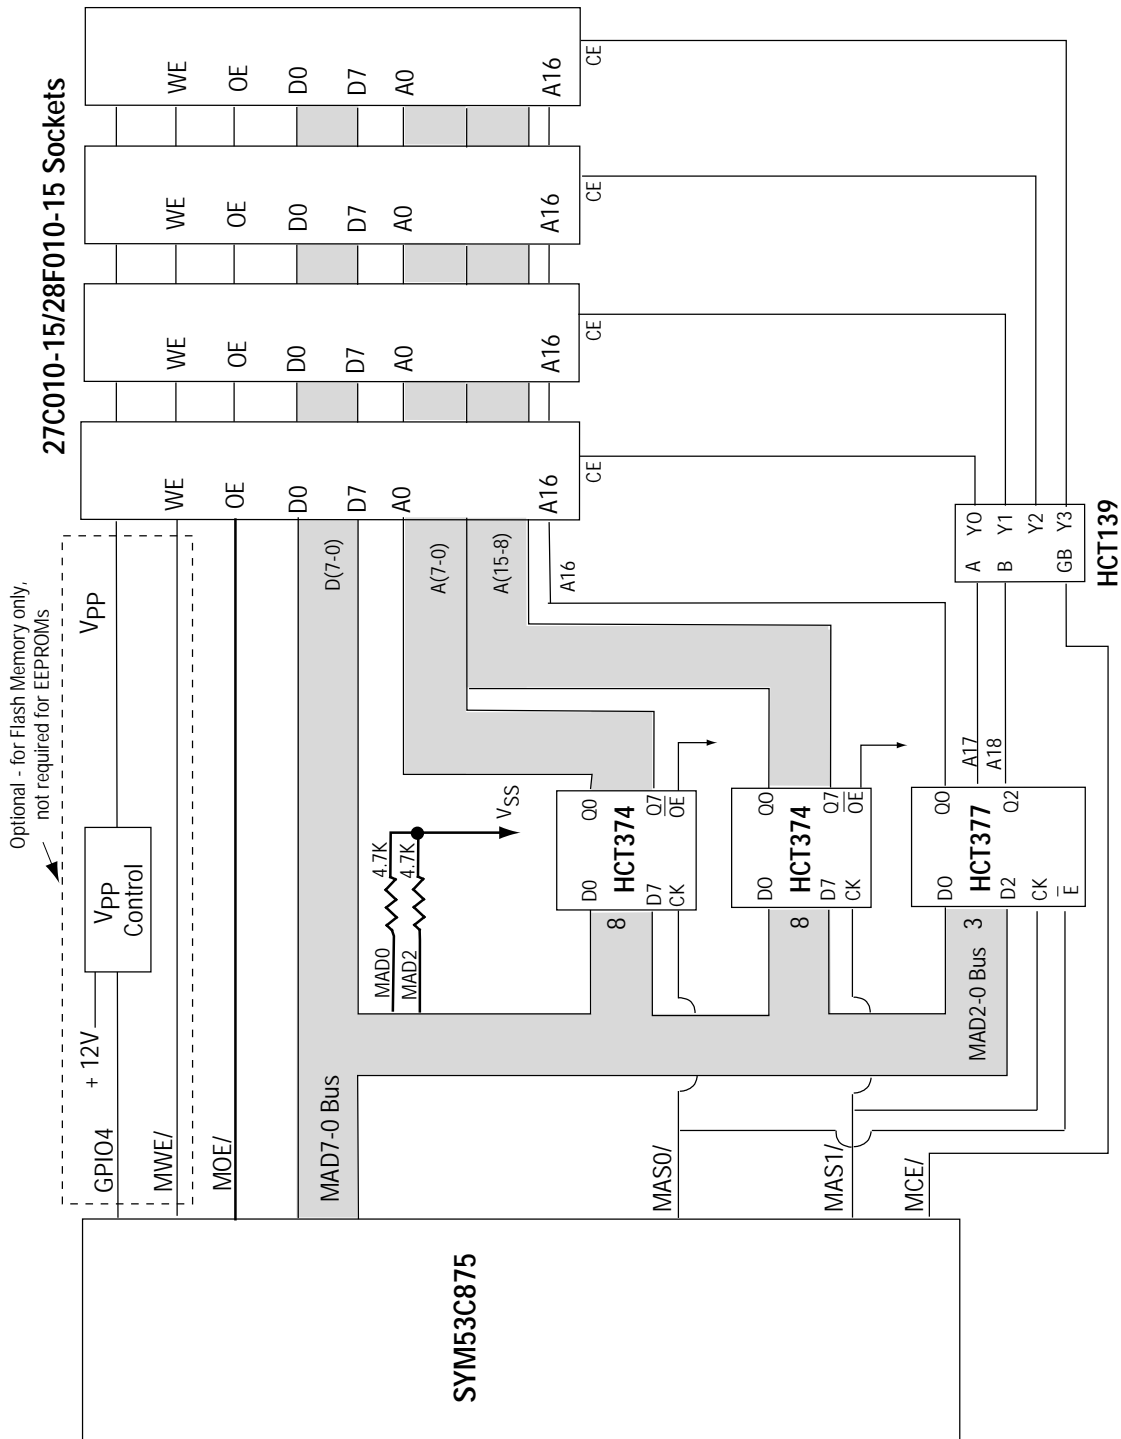 27C010-15/28F010-15 Sockets
Optional - for Flash Memory only,
not required for EEPROMs
WE
OE
D0
D7
A0
A16
CE
WE
OE
D0
D7
A0
A16
CE
WE
OE
D0
D7
A0
A16
CE
WE
OE
D0
D7
A0
A16
CE
VPP
D(7-0)
A(7-0)
A(15-8)
A16
A Y0
B Y1
Y2
GB Y3
HCT139
A17
A18
+ 12V
VPP
Control
GPIO4
MWE/
MOE/
MAD7-0 Bus
MAD0
4.7K
MAD2
4.7K
VSS
Q0
Q7
OE
HCT374
D0
D7
CK
8
Q0
Q7
OE
HCT374
D0
D7
CK
8
Q0
Q2
HCT377
D0
D2
CK
E
3
MAD2-0 Bus
MAS0/
MAS1/
MCE/
SYM53C875